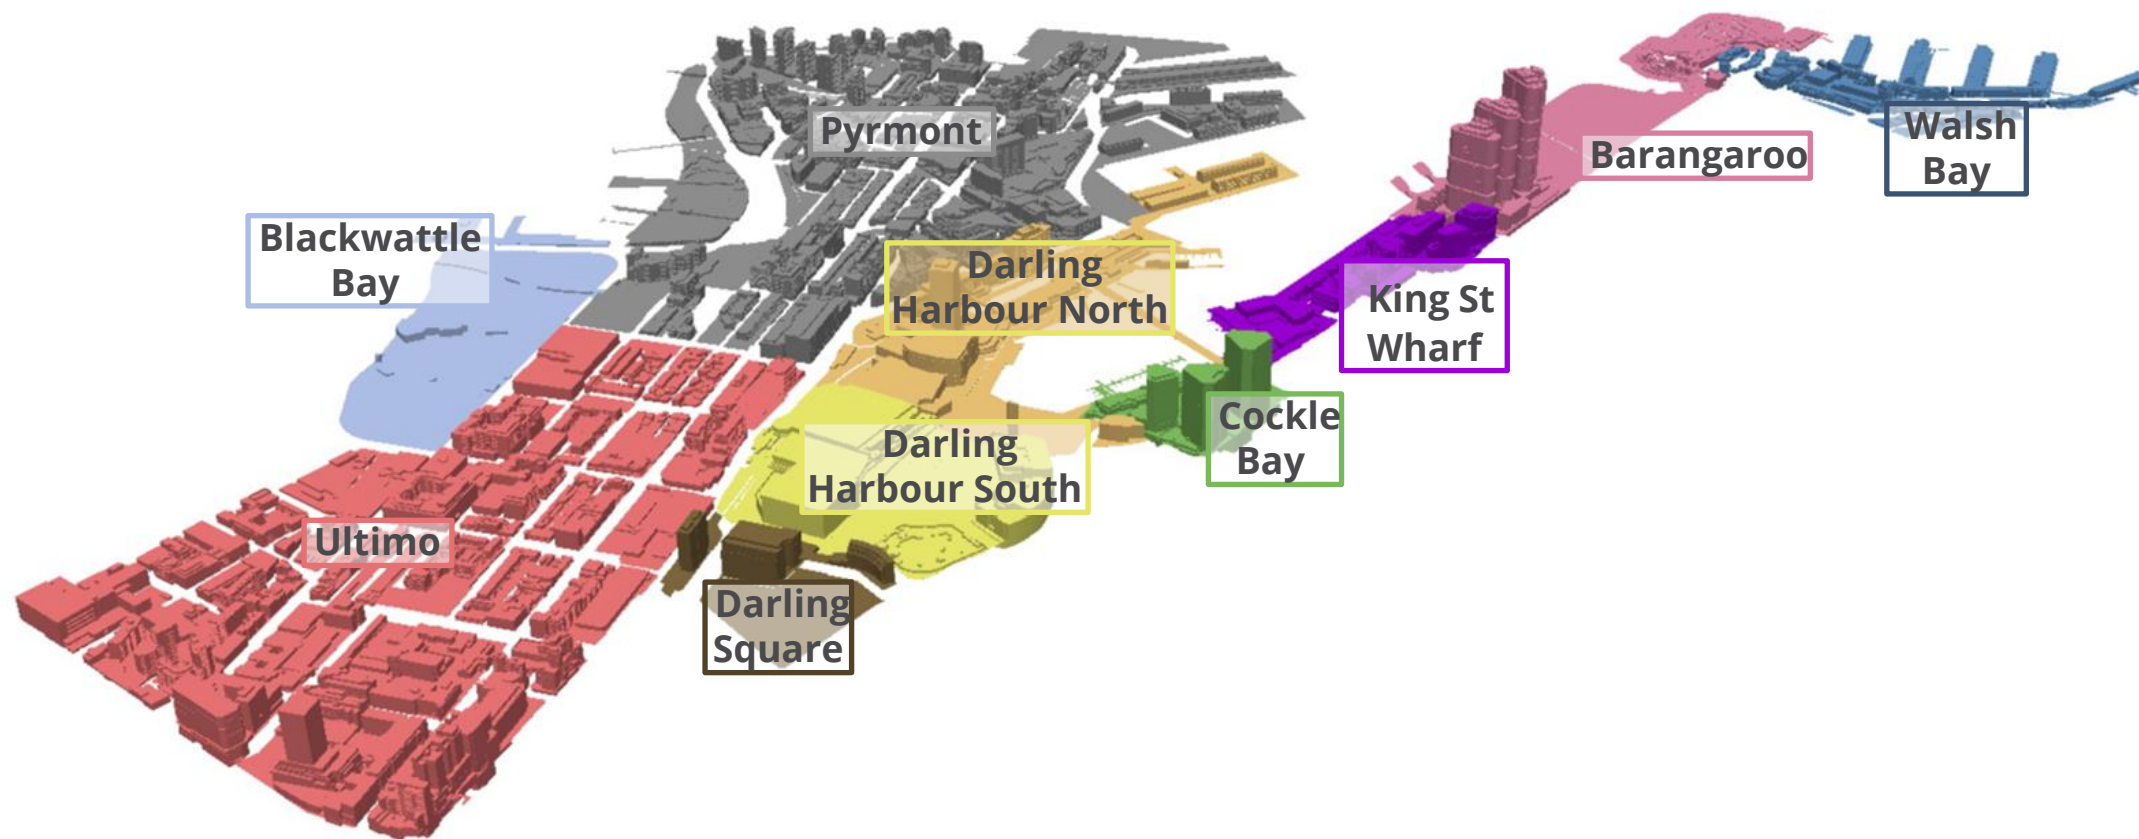 Pyrmont
Walsh
Bay
Barangaroo
Blackwattle
Bay
Darling
Harbour North
King St
Wharf
Cockle
Bay
Darling
Harbour South
Ultimo
Darling
Square